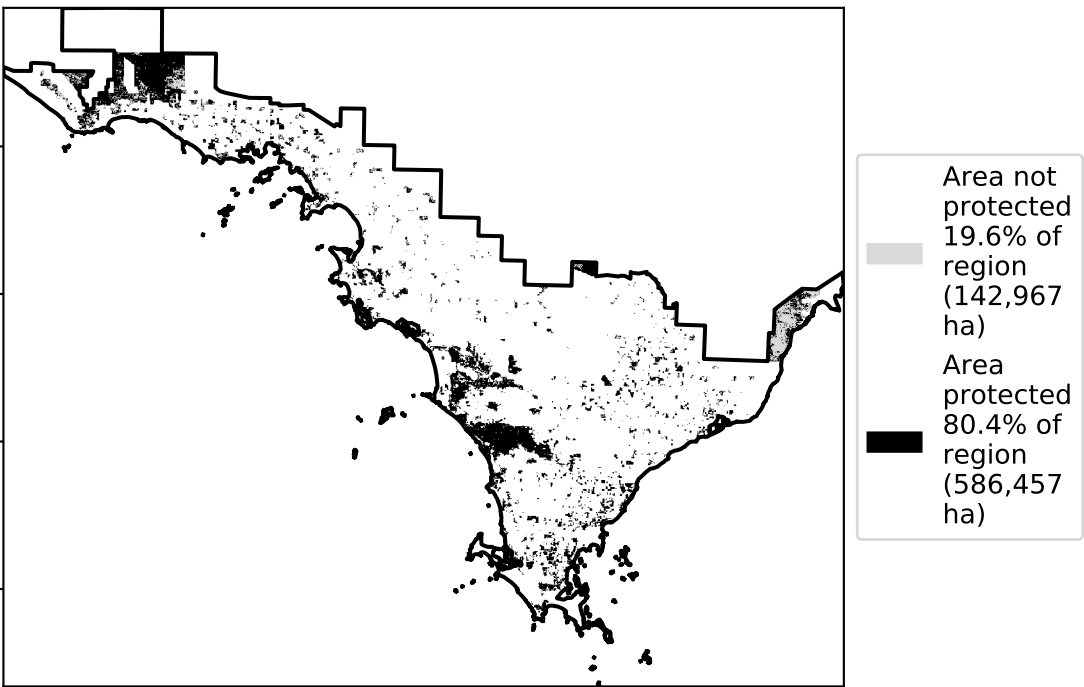 Area not
protected
19.6% of
region
(142,967
ha)
Area
protected
80.4% of
region
(586,457
ha)